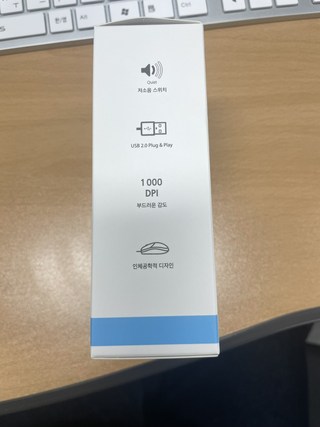 Quiet
저소음 스위치
USB 2.0 Plug & Play
1000
DPI
부드러운 감도
인체공학적 디자인